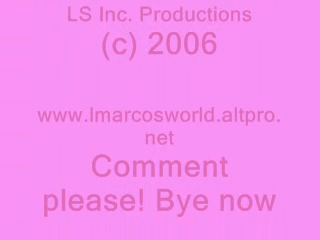 LS Inc. Productions
(c) 2006
www.lmarcosworld.altpro.
net
Comment
please! Bye now